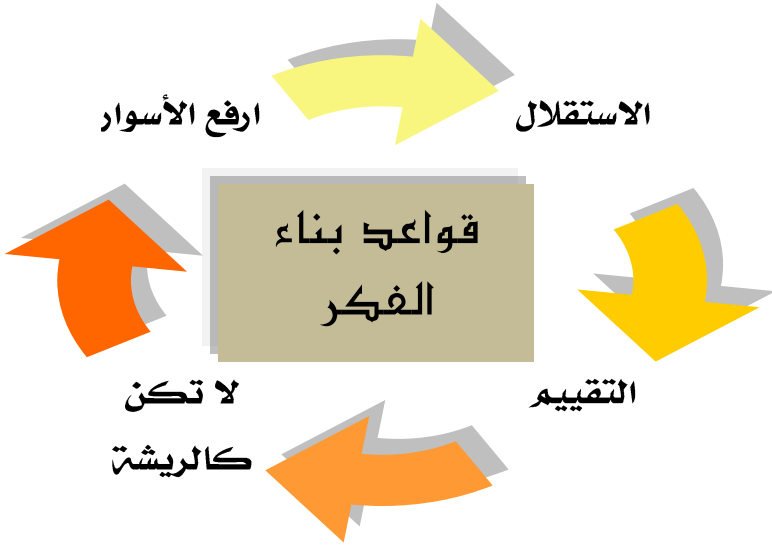 قواعد بناء
الفكر
الاستقلال
التقييم
لا تكن
كالريشة
ارفع الأسوار